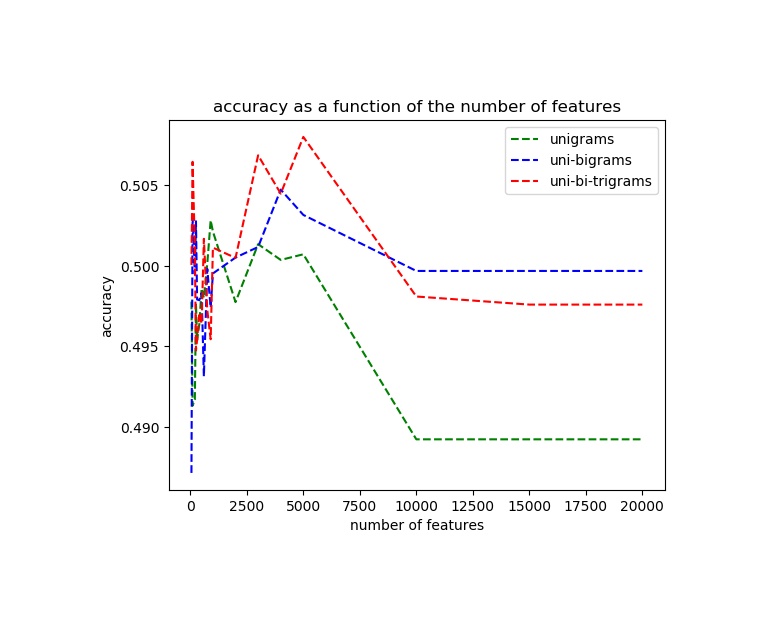 accuracy as a function of the number of features
unigrams
uni-bigrams
uni-bi-trigrams
accuracy
0.505
0.500
0.495
0.490
0 2500 5000 7500 10000 12500 15000 17500 20000
number of features